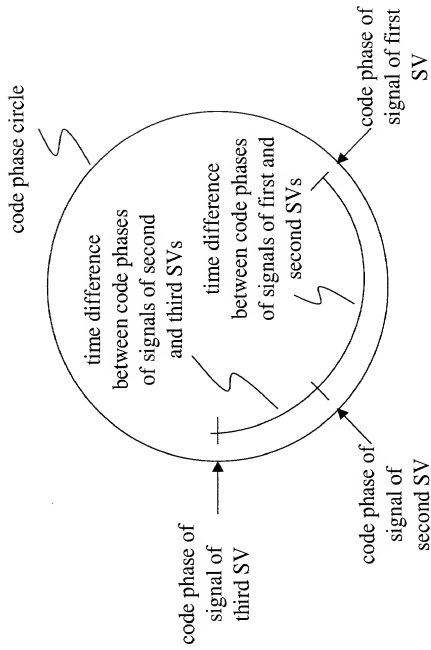 code phase circle
time difference
between code phases
of signals of second
and third SVs
time difference
between code phases
of signals of first and
second SVs
code phase of
signal of first
SV
code phase of
signal of
second SV
code phase of
signal of
third SV